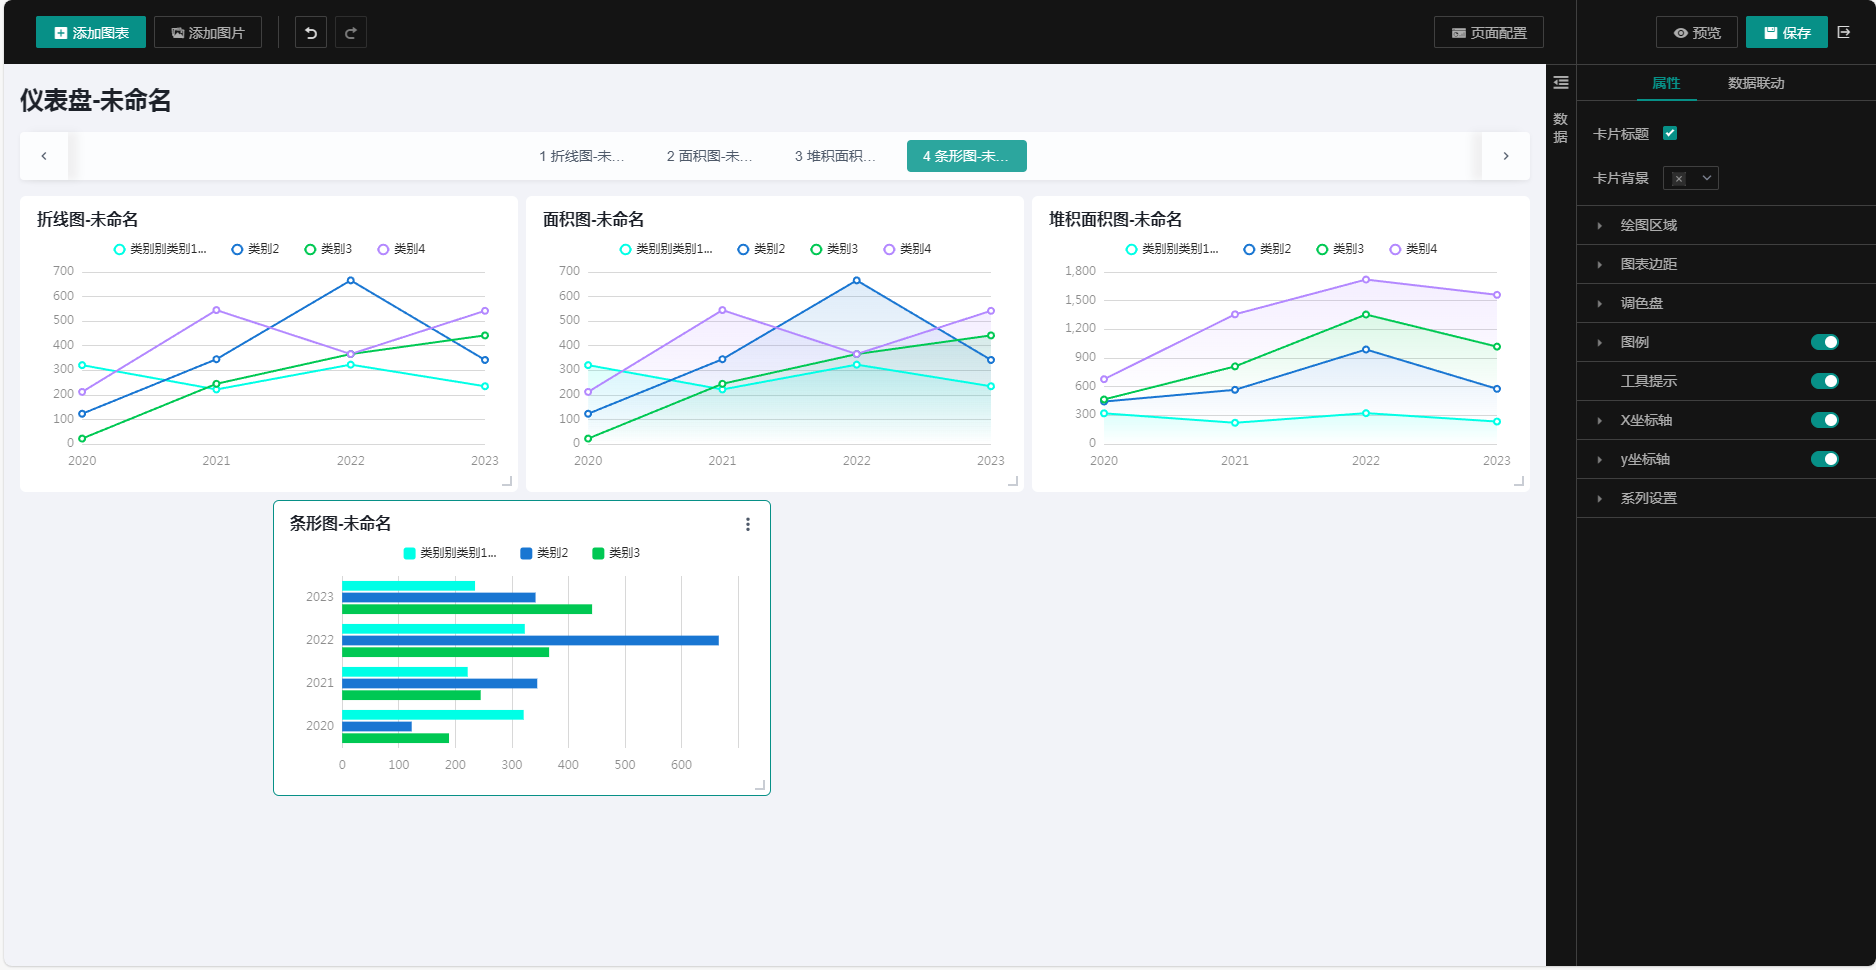 添加图表 添加图片 页面配置 预览 保存
仪表盘-未命名
1 折线图-未... 2 面积图-未... 3 堆积面积... 4 条形图-未...
折线图-未命名
类别别类别1... 类别2 类别3 类别4
700
600
500
400
300
200
100
0
2020 2021 2022 2023
面积图-未命名
类别别类别1... 类别2 类别3 类别4
700
600
500
400
300
200
100
0
2020 2021 2022 2023
堆积面积图-未命名
类别别类别1... 类别2 类别3 类别4
1,800
1,500
1,200
900
600
300
0
2020 2021 2022 2023
条形图-未命名
类别别类别1... 类别2 类别3
2023
2022
2021
2020
0 100 200 300 400 500 600
数
据
属性 数据联动
卡片标题
卡片背景
绘图区域
图表边距
调色盘
图例
工具提示
X坐标轴
y坐标轴
系列设置